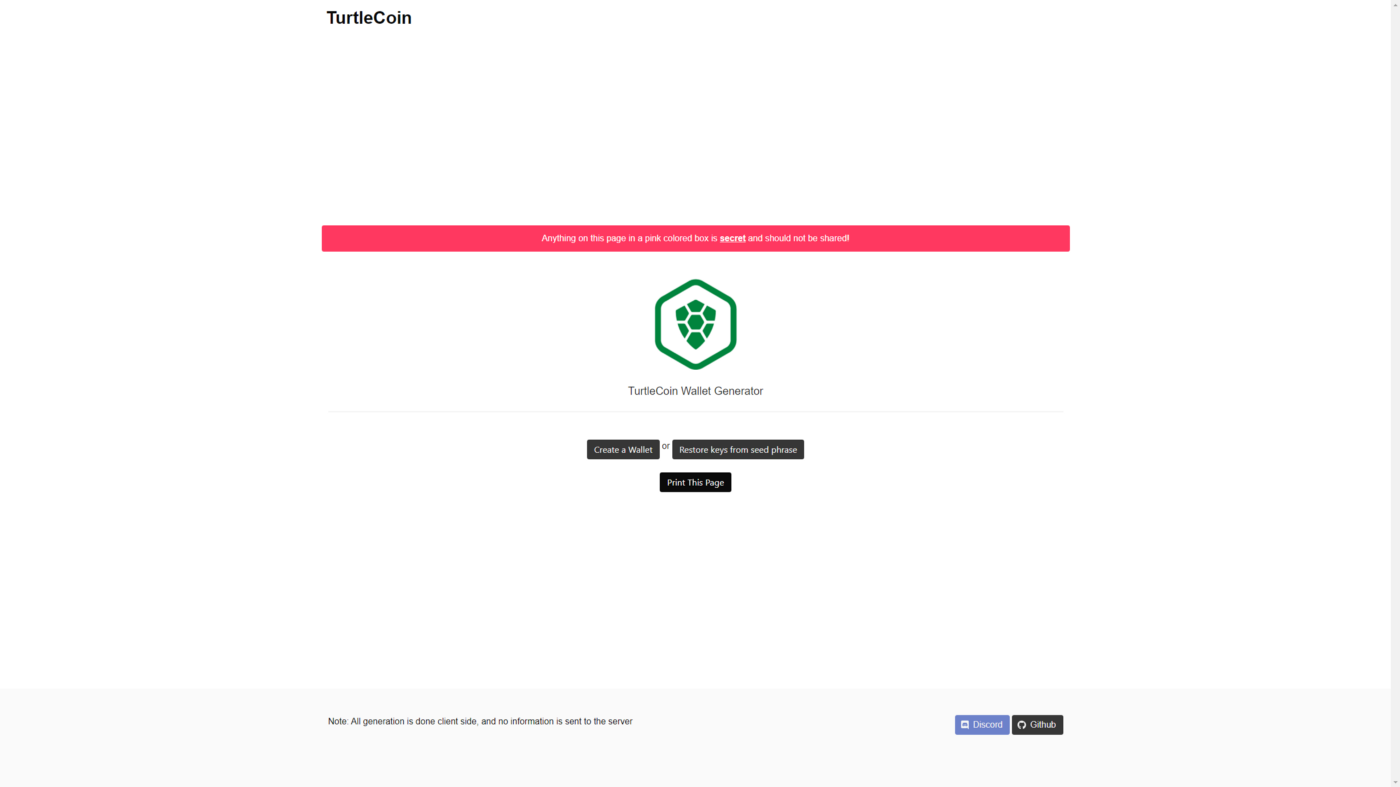 TurtleCoin
Anything on this page in a pink colored box is secret and should not be shared!
TurtleCoin Wallet Generator
Create a Wallet or Restore keys from seed phrase
Print This Page
Note: All generation is done client side, and no information is sent to the server
Discord Github